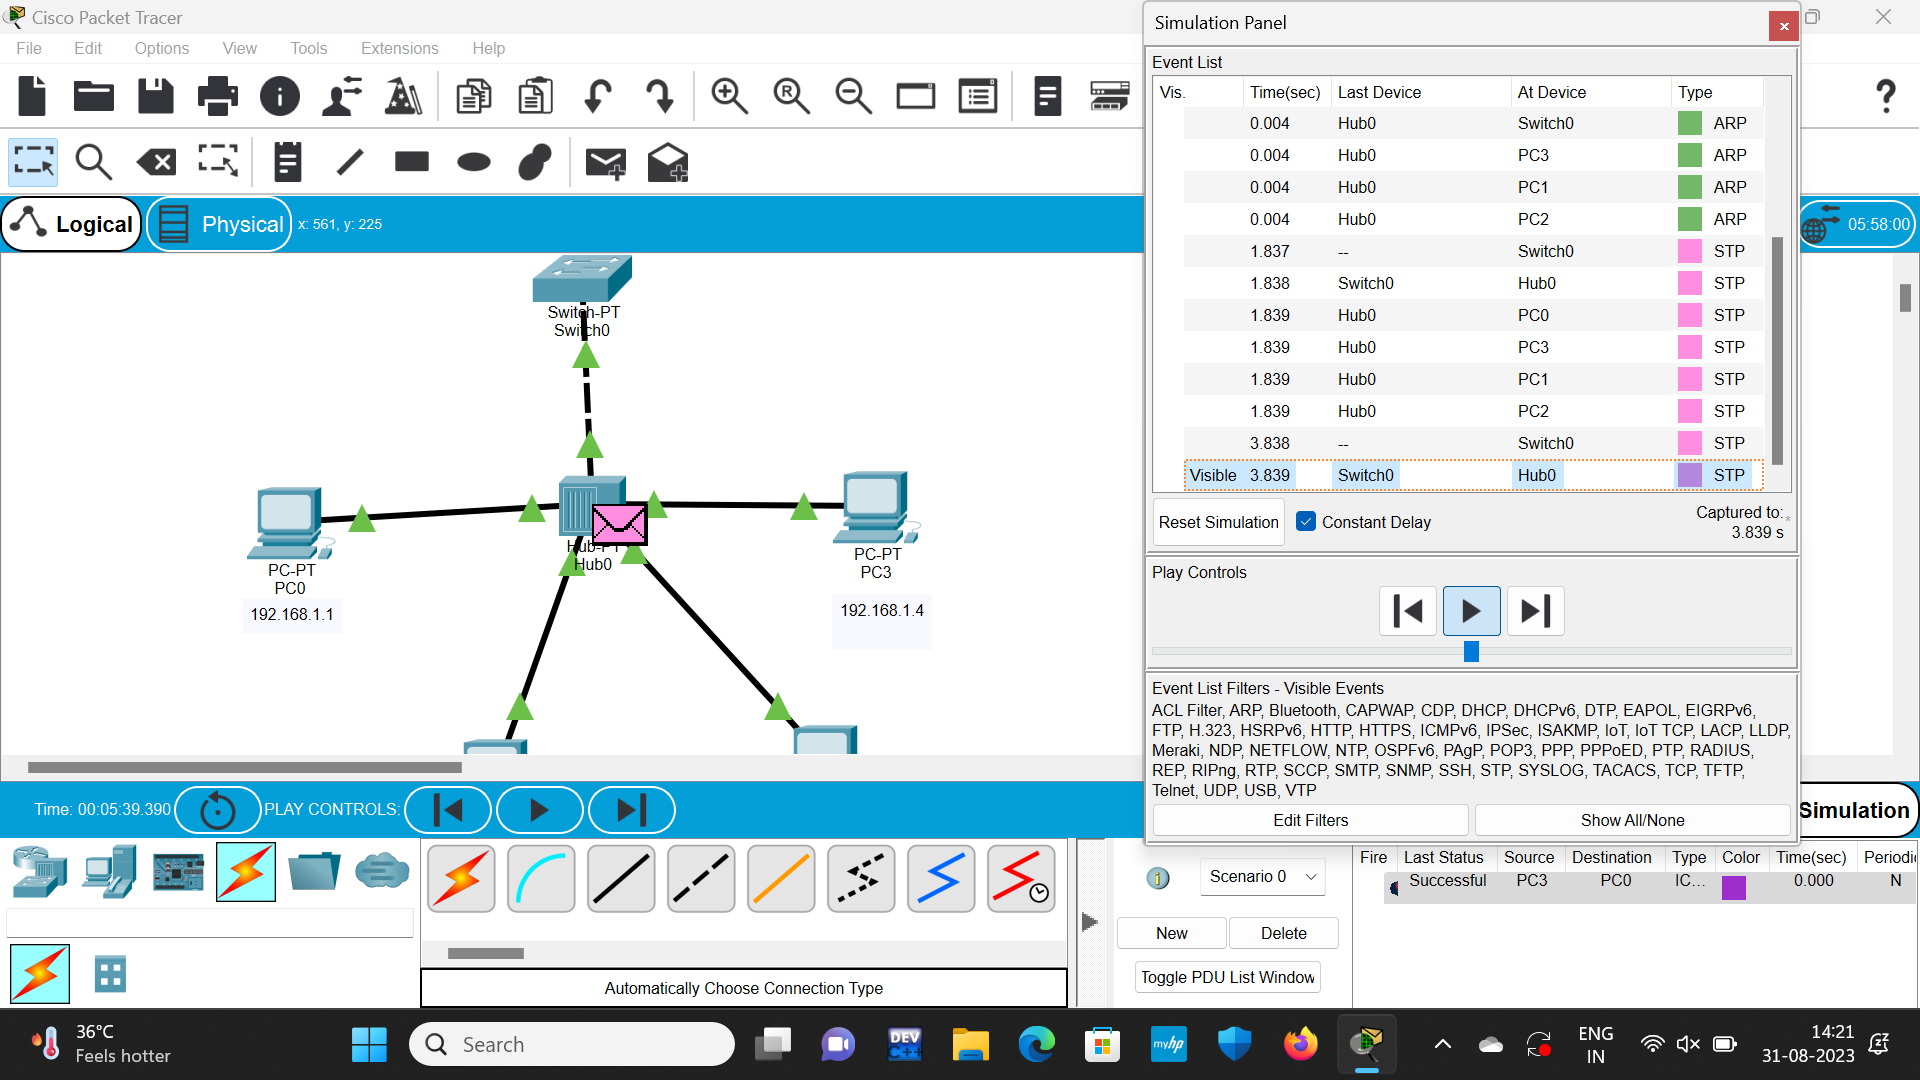 Cisco Packet Tracer
File Edit Options View Tools Extensions Help
Logical Physical x: 561, y: 225
05:58:00
Switch-PT
Switch0
PC-PT
PC0
192.168.1.1
Hub-PT
Hub0
PC-PT
PC3
192.168.1.4
Simulation Panel
Event List
Vis. Time(sec) Last Device At Device Type
0.004 Hub0 Switch0 ARP
0.004 Hub0 PC3 ARP
0.004 Hub0 PC1 ARP
0.004 Hub0 PC2 ARP
1.837 -- Switch0 STP
1.838 Switch0 Hub0 STP
1.839 Hub0 PC0 STP
1.839 Hub0 PC3 STP
1.839 Hub0 PC1 STP
1.839 Hub0 PC2 STP
3.838 -- Switch0 STP
Visible 3.839 Switch0 Hub0 STP
Reset Simulation Constant Delay
Captured to: *
3.839 s
Play Controls
Event List Filters - Visible Events
ACL Filter, ARP, Bluetooth, CAPWAP, CDP, DHCP, DHCPv6, DTP, EAPOL, EIGRPv6,
FTP, H.323, HSRPv6, HTTP, HTTPS, ICMPv6, IPSec, ISAKMP, IoT, IoT TCP, LACP, LLDP,
Meraki, NDP, NETFLOW, NTP, OSPFv6, PAgP, POP3, PPP, PPPoED, PTP, RADIUS,
REP, RIPng, RTP, SCCP, SMTP, SNMP, SSH, STP, SYSLOG, TACACS, TCP, TFTP,
Telnet, UDP, USB, VTP
Edit Filters Show All/None
Time: 00:05:39.390 PLAY CONTROLS:
Simulation
Automatically Choose Connection Type
Scenario 0
New Delete
Toggle PDU List Window
Fire Last Status Source Destination Type Color Time(sec) Periodi
Successful PC3 PC0 IC... 0.000 N
36°C
Feels hotter
Search
DEV
C++
myhp
ENG
IN
14:21
31-08-2023